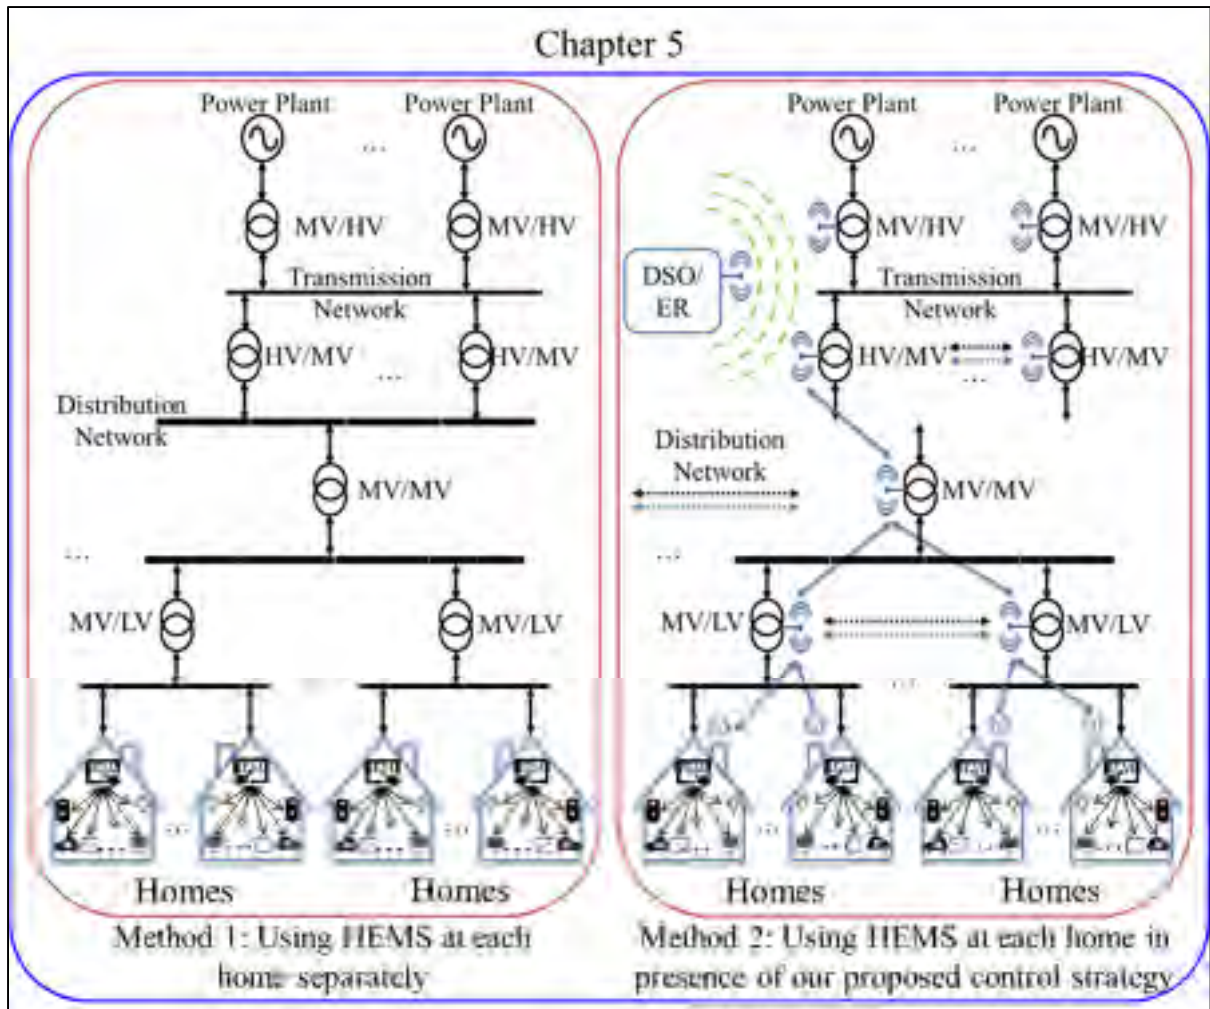 Chapter 5
Power Plant
Power Plant
...
MV/HV
MV/HV
Transmission
Network
HV/MV
HV/MV
...
Distribution
Network
MV/MV
...
MV/LV
MV/LV
...
...
Homes
Homes
Method 1: Using HEMS at each
home separately
Power Plant
Power Plant
...
MV/HV
MV/HV
DSO/
ER
Transmission
Network
HV/MV
HV/MV
...
Distribution
Network
MV/MV
...
MV/LV
MV/LV
...
...
...
Homes
Homes
Method 2: Using HEMS at each home in
presence of our proposed control strategy